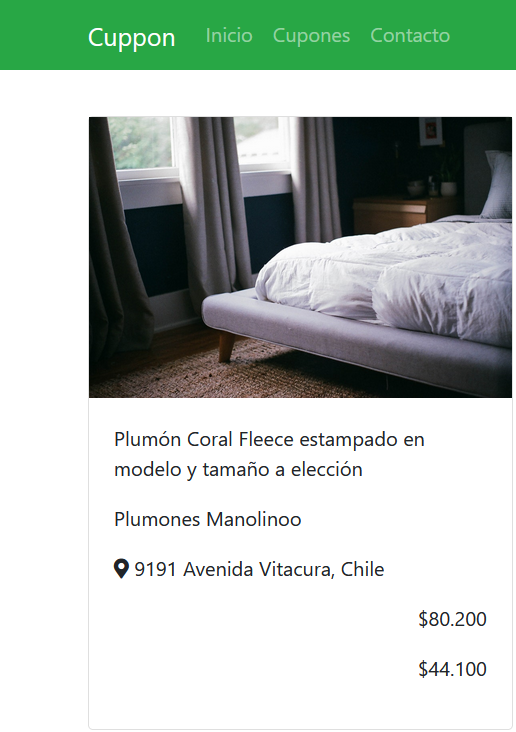 Cuppon Inicio Cupones Contacto
Plumón Coral Fleece estampado en
modelo y tamaño a elección
Plumones Manolinoo
9191 Avenida Vitacura, Chile
$80.200
$44.100